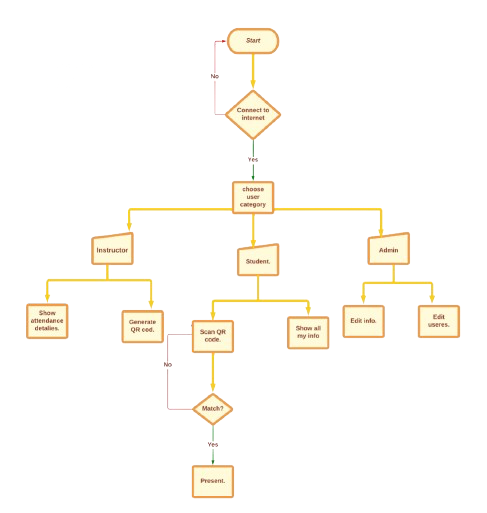 Start
No
Connect to
internet
Yes
choose
user
category
Instructor
Student.
Admin
Show
attendance
detalies.
Generate
QR cod.
Scan QR
code.
Show all
my info
Edit info.
Edit
useres.
No
Match?
Yes
Present.